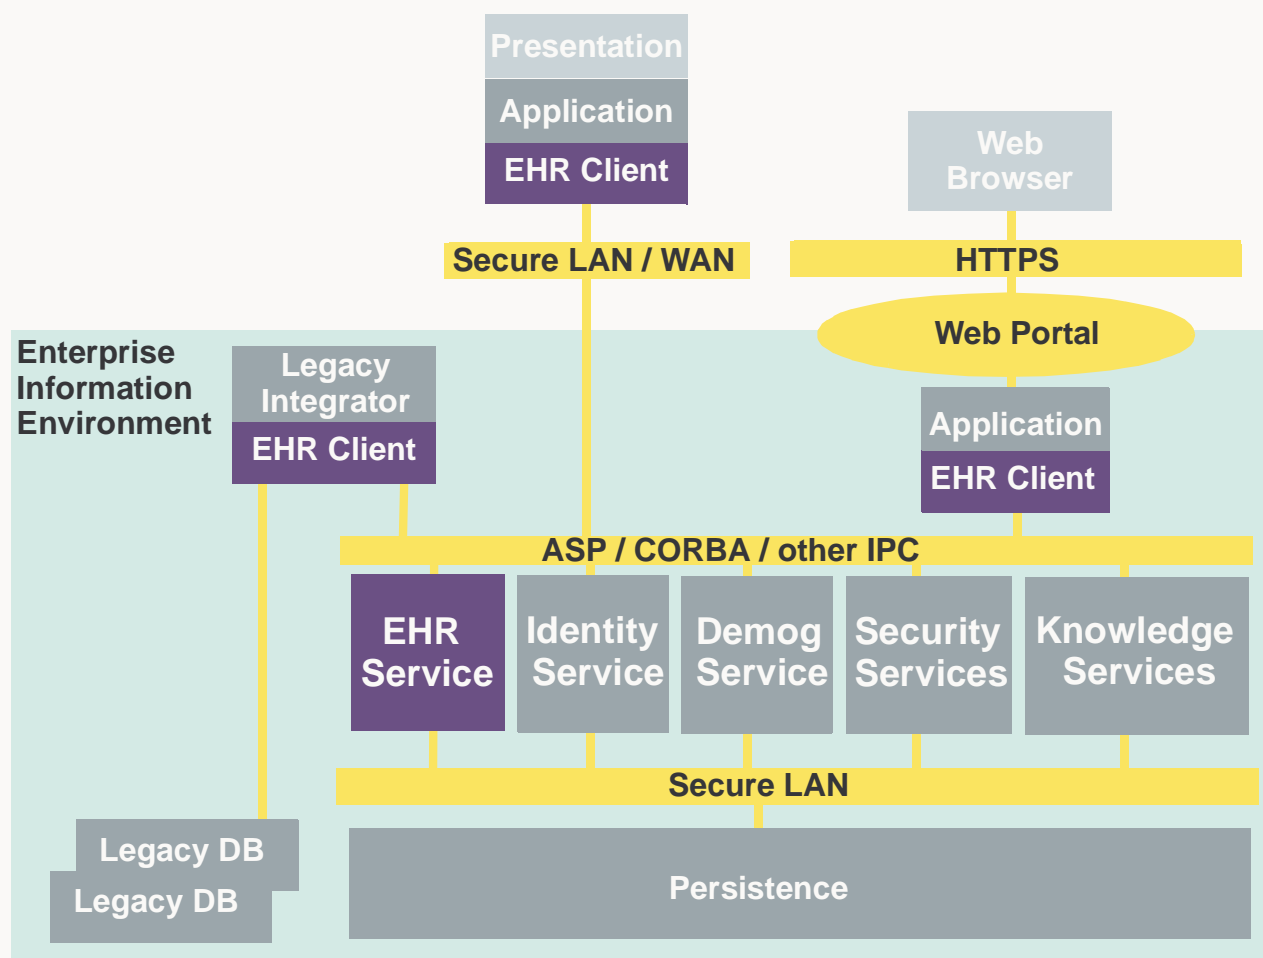 Presentation
Application
EHR Client
Web
Browser
Secure LAN / WAN
HTTPS
Web Portal
Enterprise
Information
Environment
Legacy
Integrator
EHR Client
Application
EHR Client
ASP / CORBA / other IPC
EHR
Service
Identity
Service
Demog
Service
Security
Services
Knowledge
Services
Secure LAN
Legacy DB
Legacy DB
Persistence